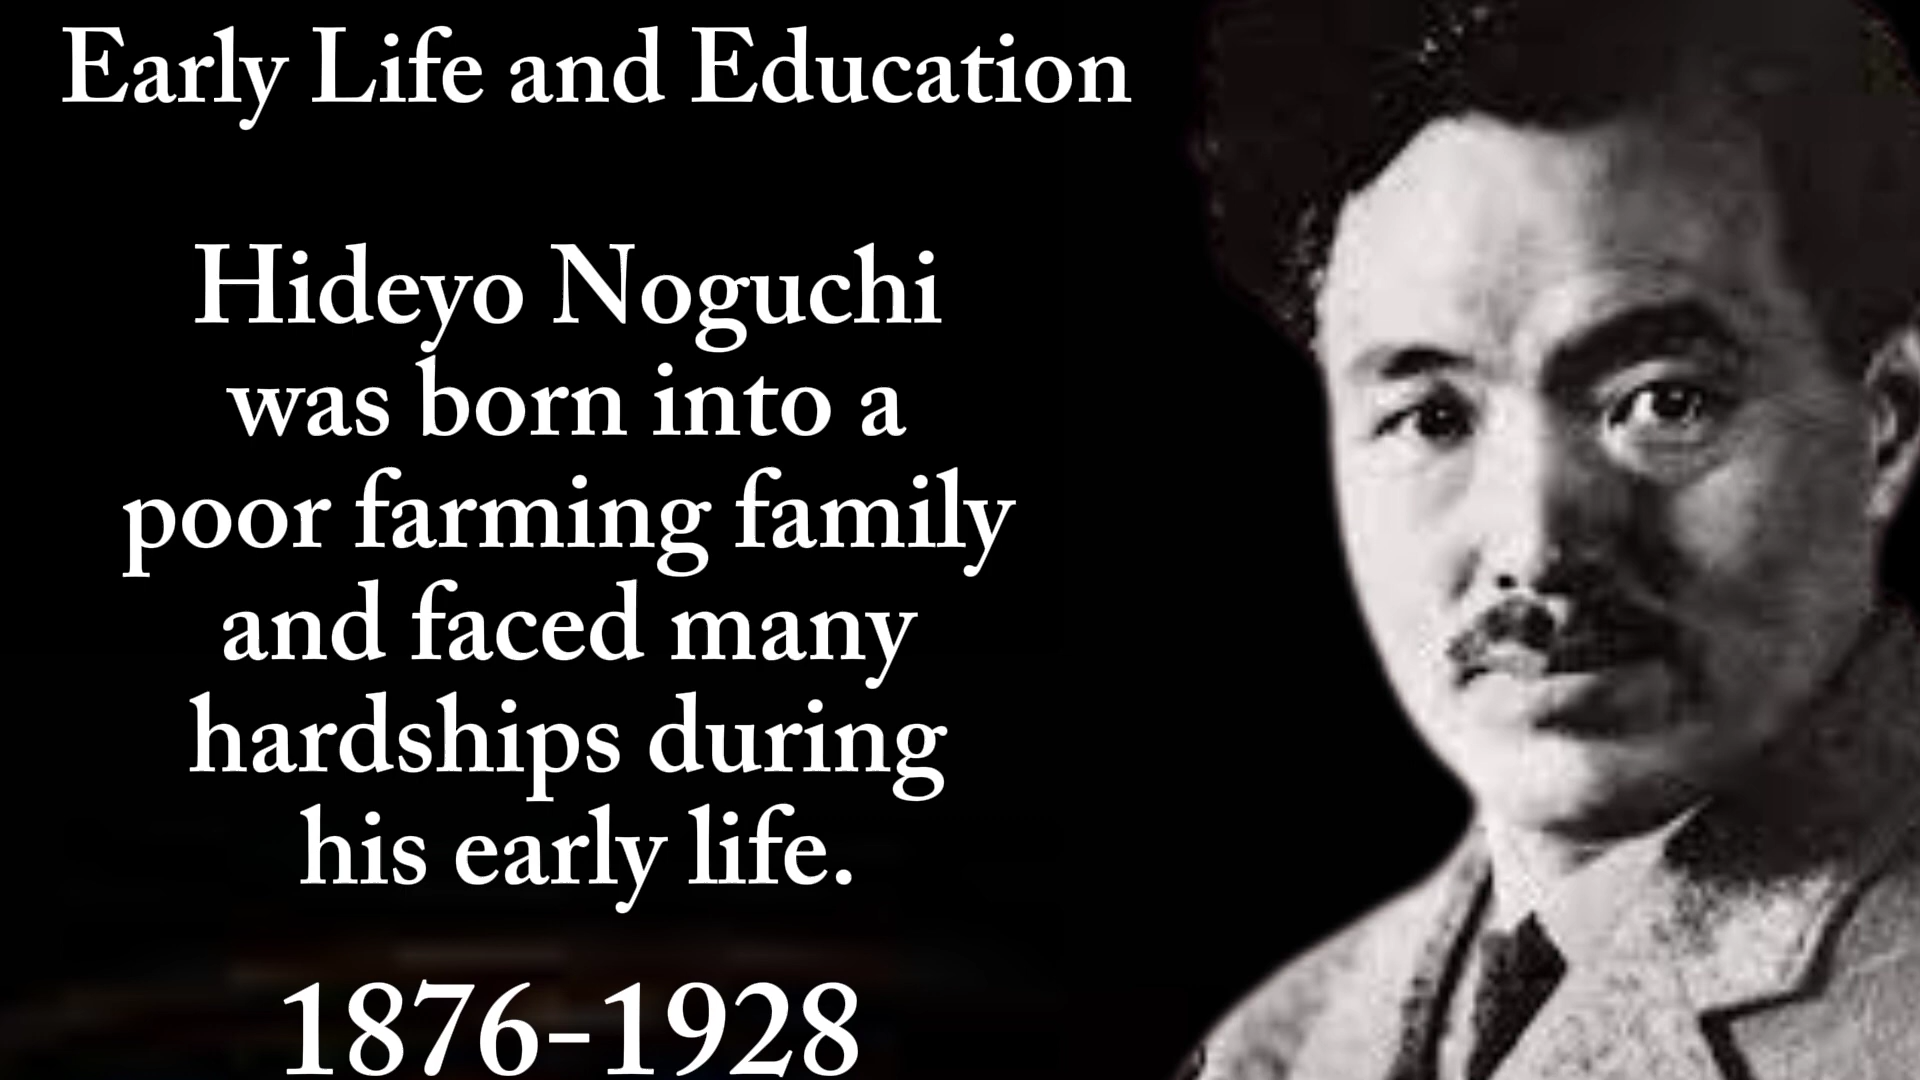 Early Life and Education
Hideyo Noguchi
was born into a
poor farming family
and faced many
hardships during
his early life.
1876-1928